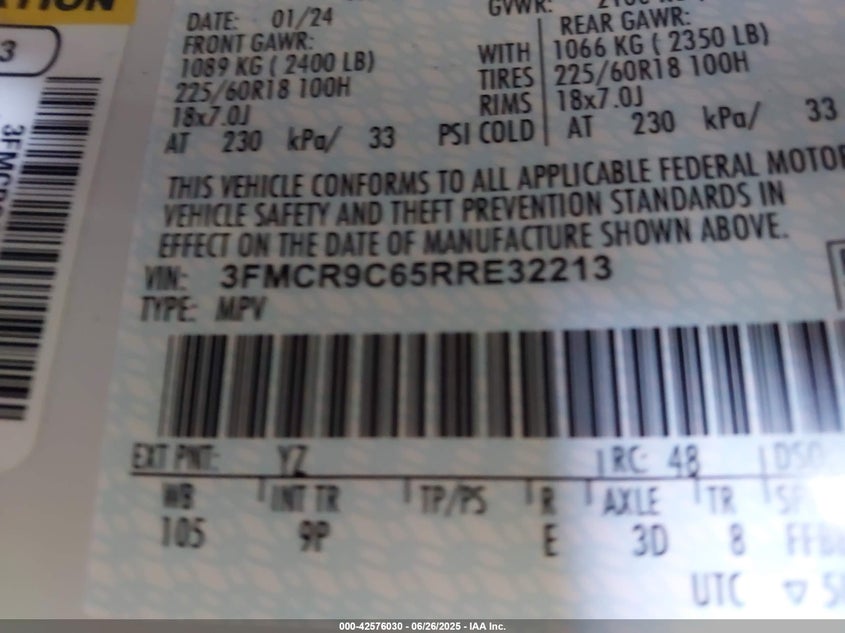 DATE: 01/24
GVWR:
FRONT GAWR:
1089 KG ( 2400 LB)
225/60R18 100H
18x7.0J
AT 230 kPa/ 33 PSI COLD
WITH
TIRES
RIMS
REAR GAWR:
1066 KG ( 2350 LB)
225/60R18 100H
18x7.0J
AT 230 kPa/ 33
THIS VEHICLE CONFORMS TO ALL APPLICABLE FEDERAL MOTOR
VEHICLE SAFETY AND THEFT PREVENTION STANDARDS IN
EFFECT ON THE DATE OF MANUFACTURE SHOWN ABOVE.
VIN: 3FMCR9C65RRE32213
TYPE: MPV
EXT PNT: YZ RC: 48 DSO
WB INT TR TP/PS R AXLE TR
105 9P E 3D 8
UTC
3
000-42576030 - 06/26/2025 - IAA Inc.